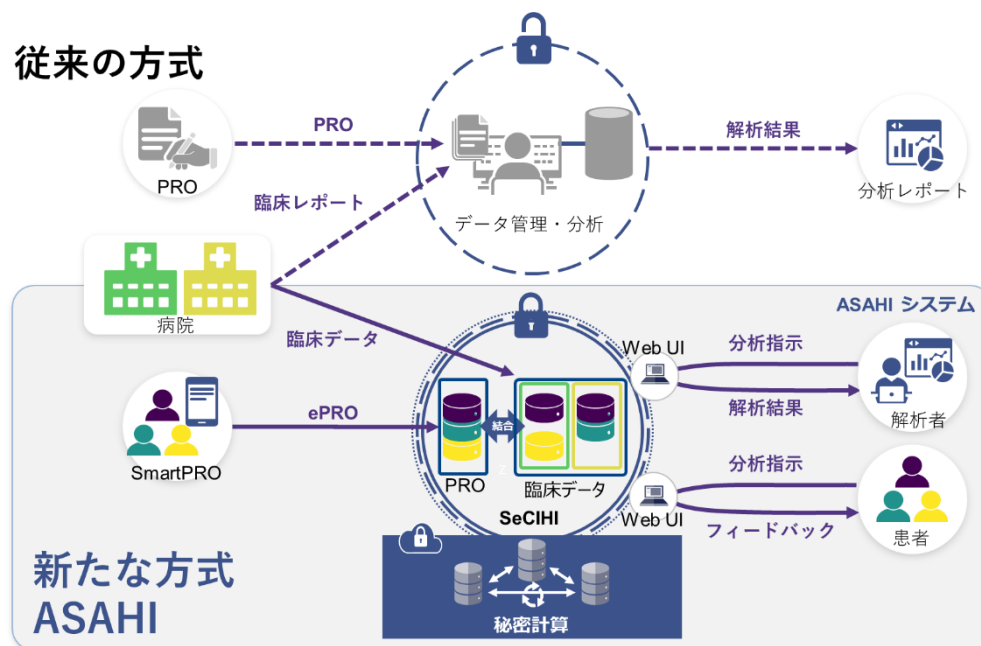 従来の方式
PRO
PRO
臨床レポート
データ管理・分析
解析結果
分析レポート
病院
ASAHI システム
臨床データ
SmartPRO
ePRO
PRO
結合
臨床データ
SeCIHI
Web UI
分析指示
解析結果
解析者
Web UI
分析指示
フィードバック
患者
秘密計算
新たな方式
ASAHI